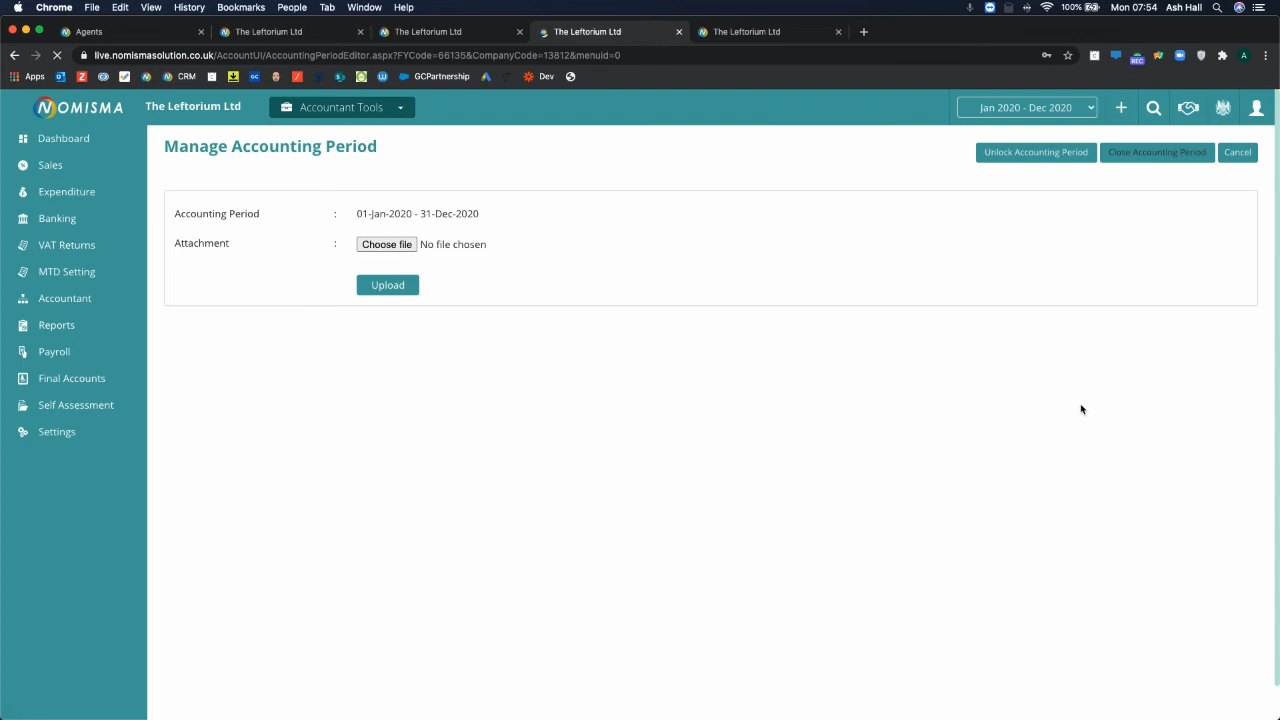 Chrome File Edit View History Bookmarks People Tab Window Help 100% Mon 07:54 Ash Hall
Agents The Leftorium Ltd The Leftorium Ltd The Leftorium Ltd The Leftorium Ltd
live.nomismasolution.co.uk/AccountUI/AccountingPeriodEditor.aspx?FYCode=66135&CompanyCode=13812&menuid=0 REC A
Apps CRM GCPartnership Dev
NOMISMA The Leftorium Ltd Accountant Tools Jan 2020 - Dec 2020
Dashboard
Sales
Expenditure
Banking
VAT Returns
MTD Setting
Accountant
Reports
Payroll
Final Accounts
Self Assessment
Settings
Manage Accounting Period
Unlock Accounting Period Close Accounting Period Cancel
Accounting Period : 01-Jan-2020 - 31-Dec-2020
Attachment : Choose file No file chosen
Upload